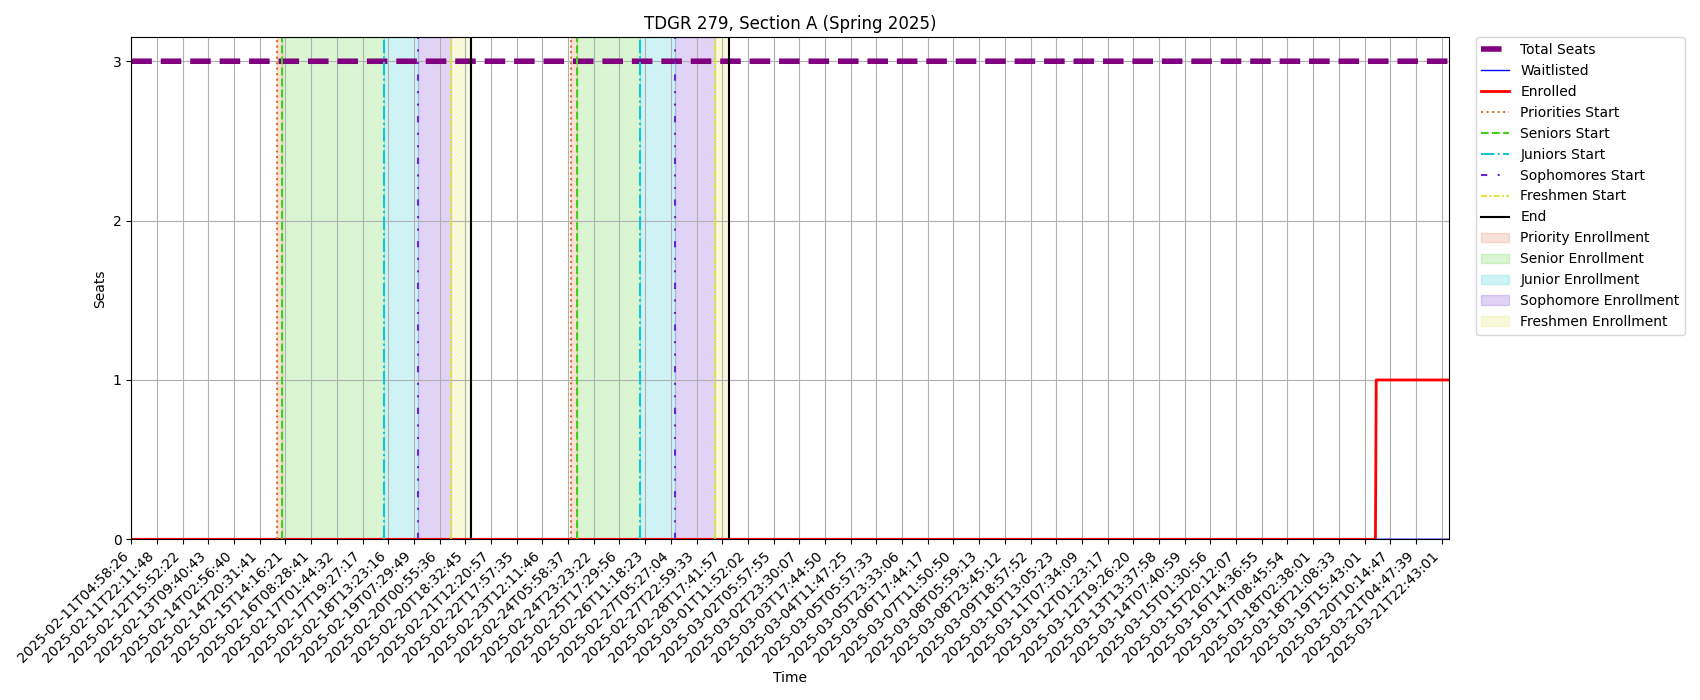 TDGR 279, Section A (Spring 2025)
3
2
1
0
Seats
2025-02-11T04:58:26
2025-02-11T22:11:48
2025-02-12T15:52:22
2025-02-13T09:40:43
2025-02-14T02:56:40
2025-02-14T20:31:41
2025-02-15T14:16:21
2025-02-16T08:28:41
2025-02-17T01:44:32
2025-02-17T19:27:17
2025-02-18T13:23:16
2025-02-19T07:29:49
2025-02-20T00:55:36
2025-02-20T18:32:45
2025-02-21T12:20:57
2025-02-22T17:57:35
2025-02-23T12:11:46
2025-02-24T05:58:37
2025-02-24T23:23:22
2025-02-25T17:29:56
2025-02-26T11:18:23
2025-02-27T05:27:04
2025-02-27T22:59:33
2025-02-28T17:41:57
2025-03-01T11:52:02
2025-03-02T05:57:55
2025-03-02T23:30:07
2025-03-03T17:44:50
2025-03-04T11:47:23
2025-03-05T05:57:33
2025-03-05T23:33:06
2025-03-06T17:44:17
2025-03-07T11:50:50
2025-03-08T05:59:13
2025-03-08T23:45:12
2025-03-09T18:57:52
2025-03-10T13:05:23
2025-03-11T07:34:09
2025-03-12T01:23:17
2025-03-12T19:26:20
2025-03-13T13:37:58
2025-03-14T07:40:59
2025-03-15T01:30:56
2025-03-15T20:12:07
2025-03-16T14:36:55
2025-03-17T08:45:54
2025-03-18T02:38:01
2025-03-18T21:08:33
2025-03-19T15:43:01
2025-03-20T10:14:47
2025-03-21T04:47:39
2025-03-21T22:43:01
Time
Total Seats
Waitlisted
Enrolled
Priorities Start
Seniors Start
Juniors Start
Sophomores Start
Freshmen Start
End
Priority Enrollment
Senior Enrollment
Junior Enrollment
Sophomore Enrollment
Freshmen Enrollment